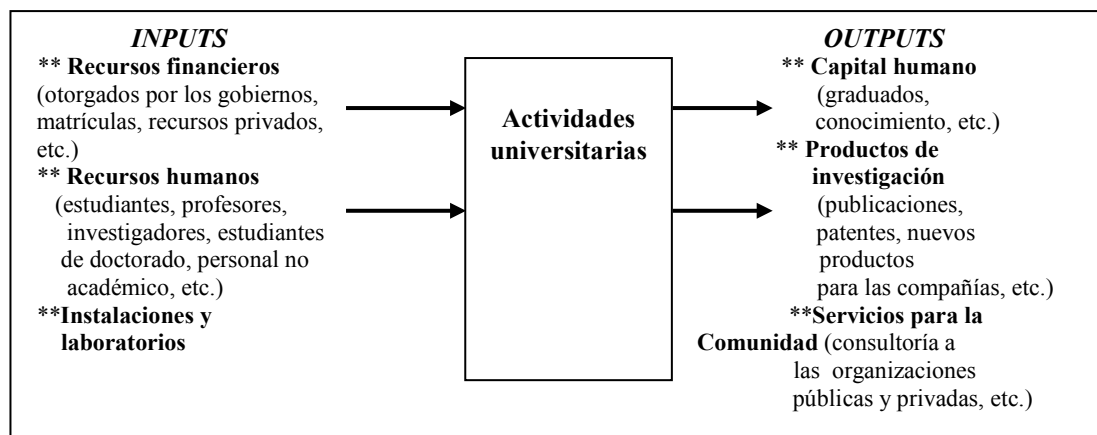 INPUTS
** Recursos financieros
(otorgados por los gobiernos,
matrículas, recursos privados,
etc.)
** Recursos humanos
(estudiantes, profesores,
investigadores, estudiantes
de doctorado, personal no
académico, etc.)
**Instalaciones y
laboratorios
Actividades
universitarias
OUTPUTS
** Capital humano
(graduados,
conocimiento, etc.)
** Productos de
investigación
(publicaciones,
patentes, nuevos
productos
para las compañías, etc.)
**Servicios para la
Comunidad (consultoría a
las organizaciones
públicas y privadas, etc.)